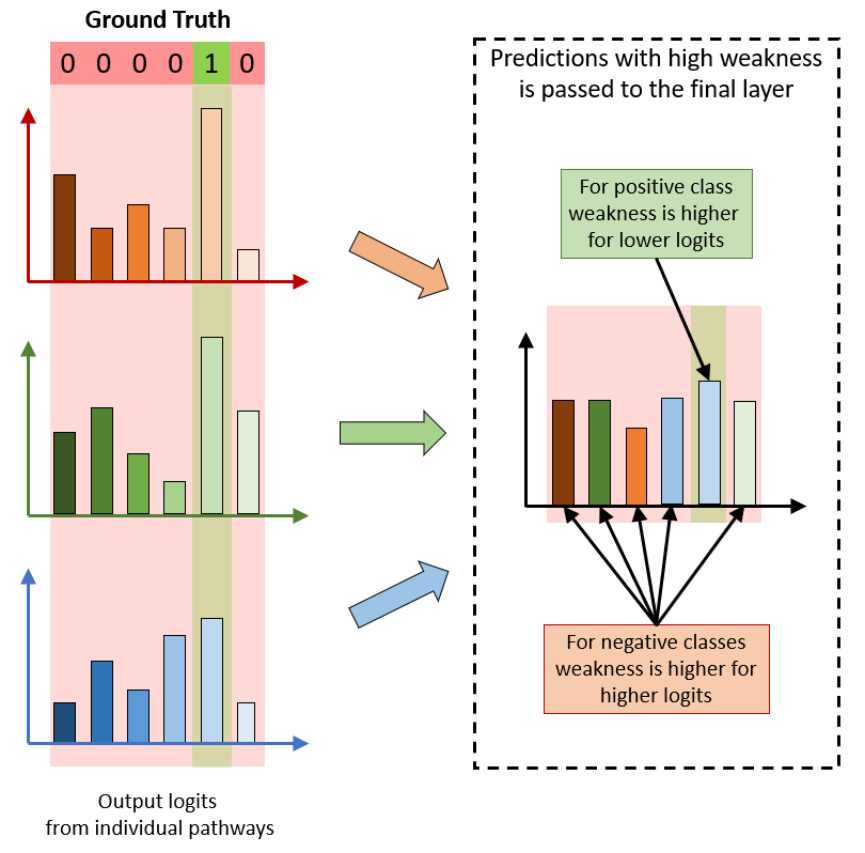 Ground Truth
0 0 0 0 1 0
Predictions with high weakness
is passed to the final layer
For positive class
weakness is higher
for lower logits
For negative classes
weakness is higher for
higher logits
Output logits
from individual pathways